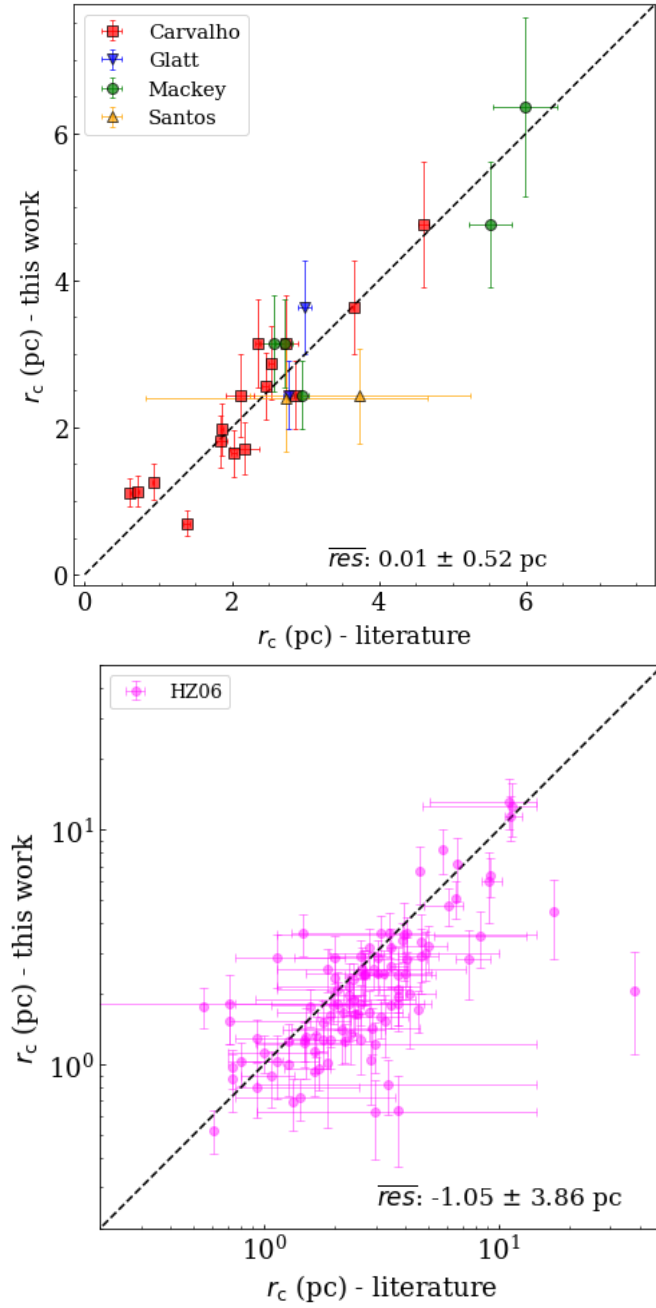 Carvalho
Glatt
Mackey
Santos
6
4
2
0
r_c (pc) - this work
res: 0.01 ± 0.52 pc
0 2 4 6
r_c (pc) - literature
HZ06
10^1
10^0
r_c (pc) - this work
res: -1.05 ± 3.86 pc
10^0 10^1
r_c (pc) - literature